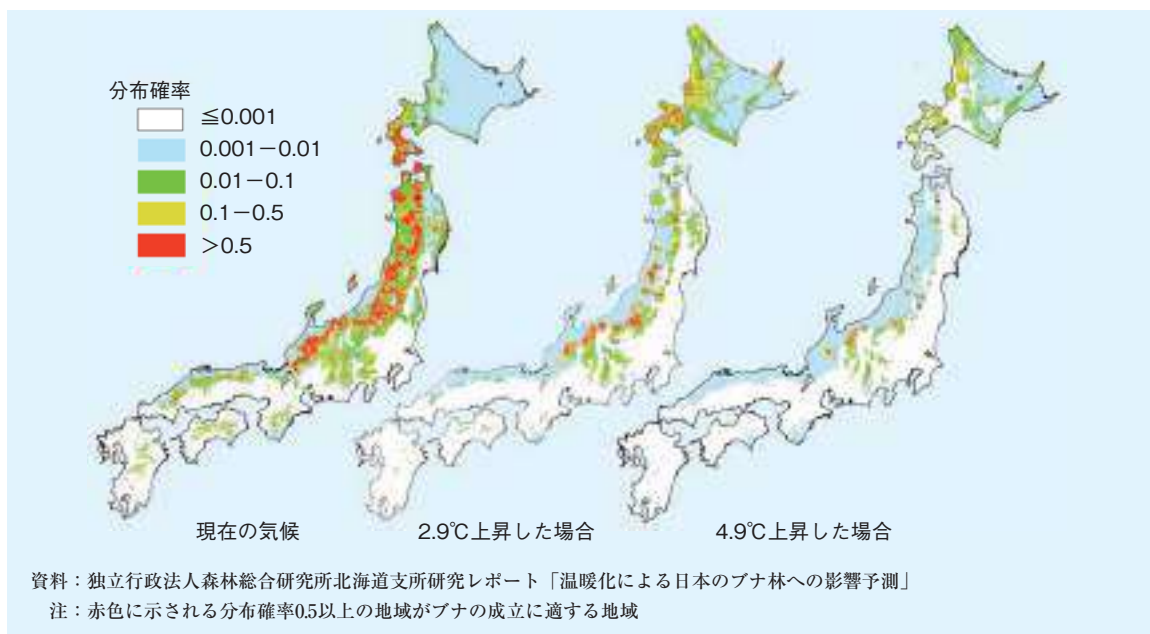 分布確率
≦0.001
0.001－0.01
0.01－0.1
0.1－0.5
＞0.5
現在の気候
2.9℃上昇した場合
4.9℃上昇した場合
資料：独立行政法人森林総合研究所北海道支所研究レポート「温暖化による日本のブナ林への影響予測」
注：赤色に示される分布確率0.5以上の地域がブナの成立に適する地域